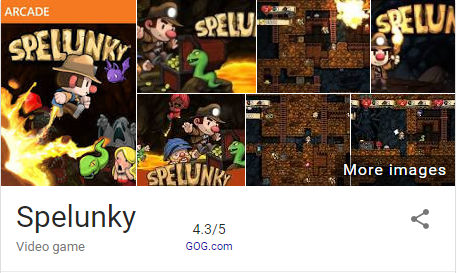 ARCADE
SPELUNKY
SPELUNKY
SPELUNKY
More images
Spelunky
Video game
4.3/5
GOG.com